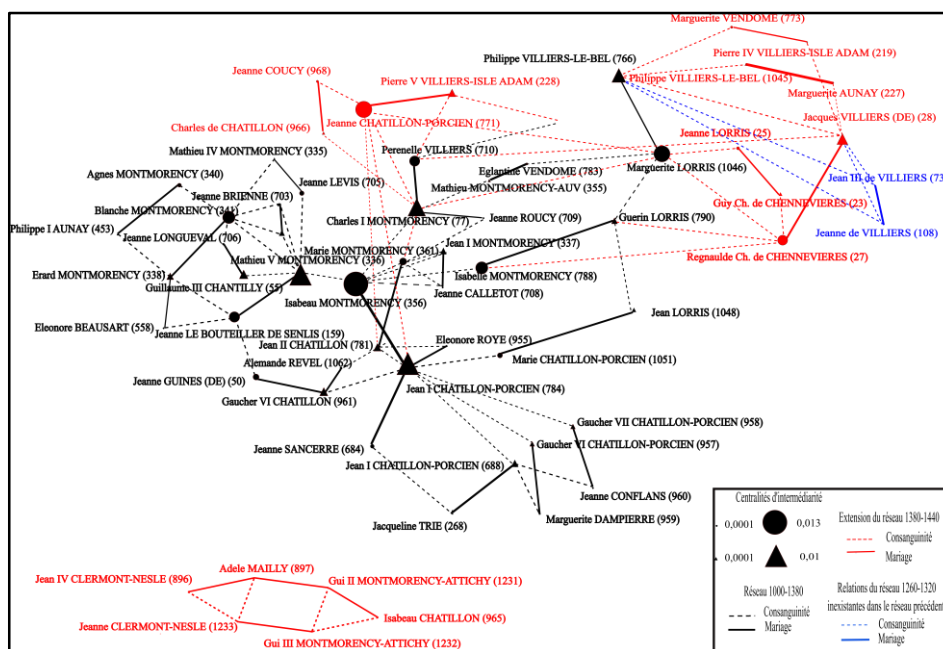 Marguerite VENDOME (773)
Pierre IV VILLIERS-ISLE ADAM (219)
Philippe VILLIERS-LE-BEL (766)
Jeanne COUCY (968)
Pierre V VILLIERS-ISLE ADAM (228)
Philippe VILLIERS-LE-BEL (1045)
Marguerite AUNAY (227)
Jacques VILLIERS (DE) (28)
Jeanne CHATILLON-PORCIEN (771)
Charles de CHATILLON (966)
Jeanne LORRIS (25)
Perenelle VILLIERS (710)
Mathieu IV MONTMORENCY (335)
Eglantine VENDOME (783)
Marguerite LORRIS (1046)
Agnes MONTMORENCY (340)
Jeanne LEVIS (705)
Mathieu MONTMORENCY-AUV (355)
Jean III de VILLIERS (73
Jeanne BRIENNE (703)
Guy Ch. de CHENNEVIERES (23)
Blanche MONTMORENCY (341)
Charles I MONTMORENCY (77)
Jeanne ROUCY (709)
Guerin LORRIS (790)
Philippe I AUNAY (453)
Jeanne LONGUEVAL (706)
Jeanne de VILLIERS (108)
Marie MONTMORENCY (361)
Jean I MONTMORENCY (337)
Mathieu V MONTMORENCY (336)
Regnaulde Ch. de CHENNEVIERES (27)
Erard MONTMORENCY (338)
Isabelle MONTMORENCY (788)
Guillaume III CHANTILLY (55)
Jeanne CALLETOT (708)
Isabeau MONTMORENCY (356)
Jean LORRIS (1048)
Eleonore BEAUSART (558)
Jeanne LE BOUTEILLER DE SENLIS (159)
Eleonore ROYE (955)
Jean II CHATILLON (781)
Marie CHATILLON-PORCIEN (1051)
Alemande REVEL (1062)
Jeanne GUINES (DE) (50)
Jean I CHATILLON-PORCIEN (784)
Gaucher VI CHATILLON (961)
Gaucher VII CHATILLON-PORCIEN (958)
Gaucher VI CHATILLON-PORCIEN (957)
Jeanne SANCERRE (684)
Jean I CHATILLON-PORCIEN (688)
Jeanne CONFLANS (960)
Jacqueline TRIE (268)
Marguerite DAMPIERRE (959)
Adele MAILLY (897)
Jean IV CLERMONT-NESLE (896)
Gui II MONTMORENCY-ATTICHY (1231)
Isabeau CHATILLON (965)
Jeanne CLERMONT-NESLE (1233)
Gui III MONTMORENCY-ATTICHY (1232)
Centralités d'intermédiarité
0,0001 0,013
0,0001 0,01
Extension du réseau 1380-1440
Consanguinité
Mariage
Réseau 1000-1380
Consanguinité
Mariage
Relations du réseau 1260-1320
inexistantes dans le réseau précédent
Consanguinité
Mariage